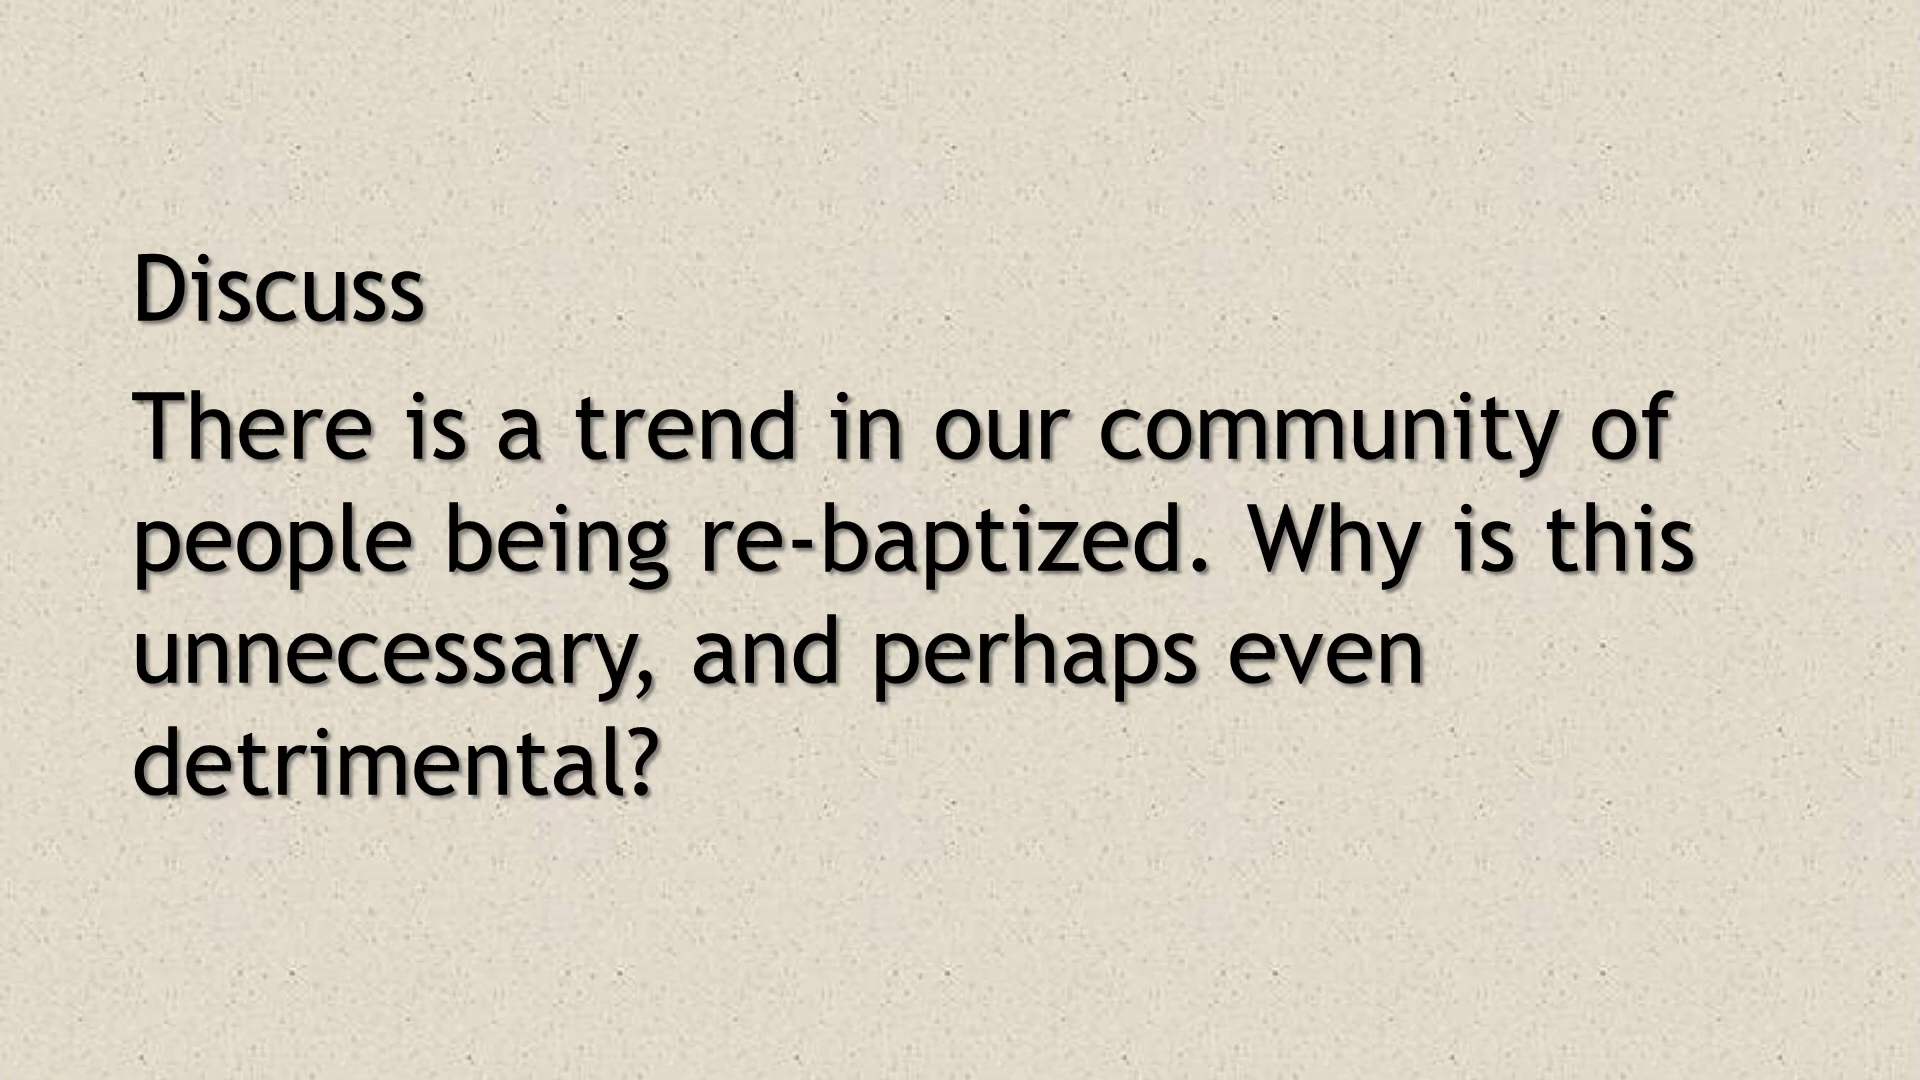 Discuss
There is a trend in our community of
people being re-baptized. Why is this
unnecessary, and perhaps even
detrimental?